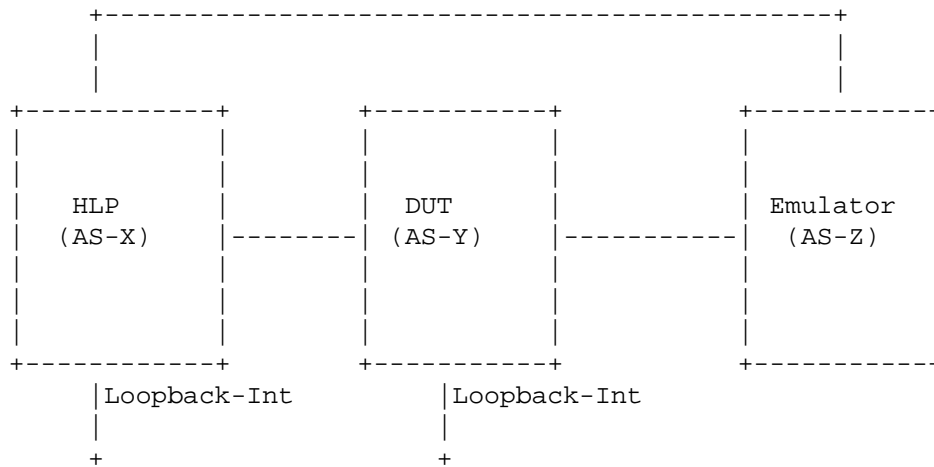 HLP DUT Emulator
(AS-X) (AS-Y) (AS-Z)
Loopback-Int Loopback-Int